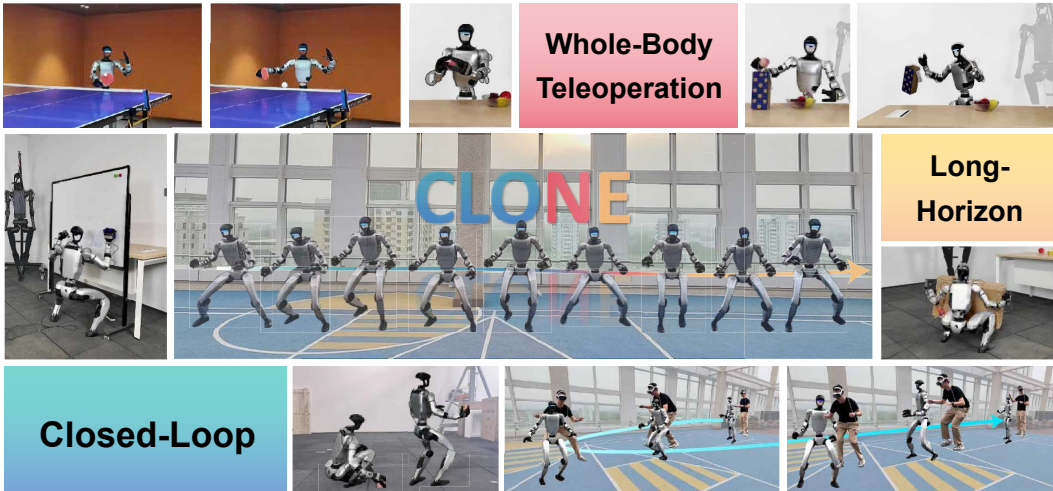 Whole-Body
Teleoperation
CLONE
Long-
Horizon
Closed-Loop